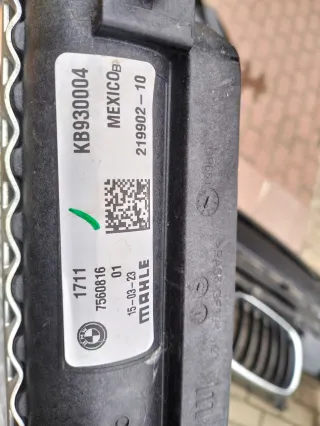 KB930004
MEXICO B
219902-10
1711
7560816
01
15-03-23
MAHLE